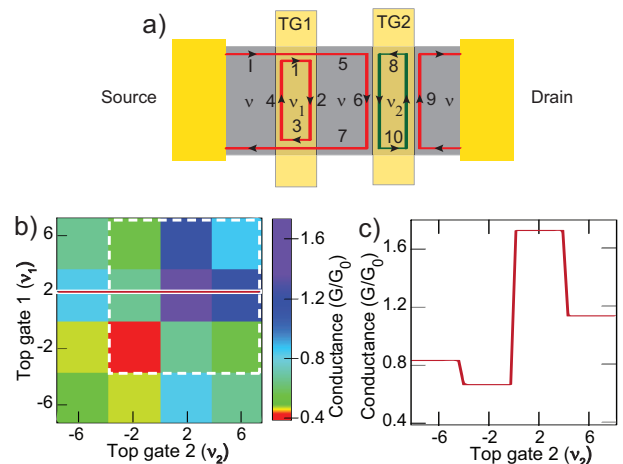 a)
TG1
TG2
I
1
5
8
Source
ν
4
ν1
2
ν
6
ν2
9
ν
Drain
3
7
10
b)
c)
Top gate 1 (ν1)
6
2
-2
-6
-6
-2
2
6
Top gate 2 (ν2)
1.6
1.2
0.8
0.4
Conductance (G/G0)
Conductance (G/G0)
1.6
1.2
0.8
0.4
-6
-2
2
6
Top gate 2 (ν2)